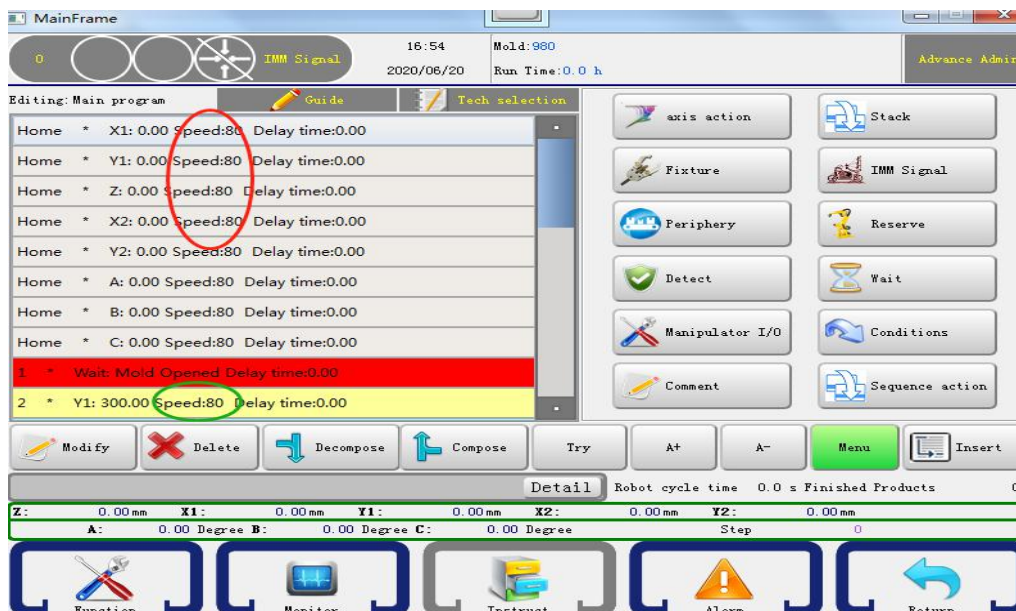 MainFrame
0 IMM Signal
16:54
2020/06/20
Mold:980
Run Time:0.0 h
Advance Admin
Editing:Main program
Guide
Tech selection
Home * X1: 0.00 Speed:80 Delay time:0.00
Home * Y1: 0.00 Speed:80 Delay time:0.00
Home * Z: 0.00 Speed:80 Delay time:0.00
Home * X2: 0.00 Speed:80 Delay time:0.00
Home * Y2: 0.00 Speed:80 Delay time:0.00
Home * A: 0.00 Speed:80 Delay time:0.00
Home * B: 0.00 Speed:80 Delay time:0.00
Home * C: 0.00 Speed:80 Delay time:0.00
1 * Wait: Mold Opened Delay time:0.00
2 * Y1: 300.00 Speed:80 Delay time:0.00
axis action
Stack
Fixture
IMM Signal
Periphery
Reserve
Detect
Wait
Manipulator I/O
Conditions
Comment
Sequence action
Modify
Delete
Decompose
Compose
Try
A+
A-
Menu
Insert
Detail
Robot cycle time 0.0 s Finished Products 0
Z: 0.00 mm X1: 0.00 mm Y1: 0.00 mm X2: 0.00 mm Y2: 0.00 mm
A: 0.00 Degree B: 0.00 Degree C: 0.00 Degree Step 0
Function
Monitor
Instruct
Alarm
Return